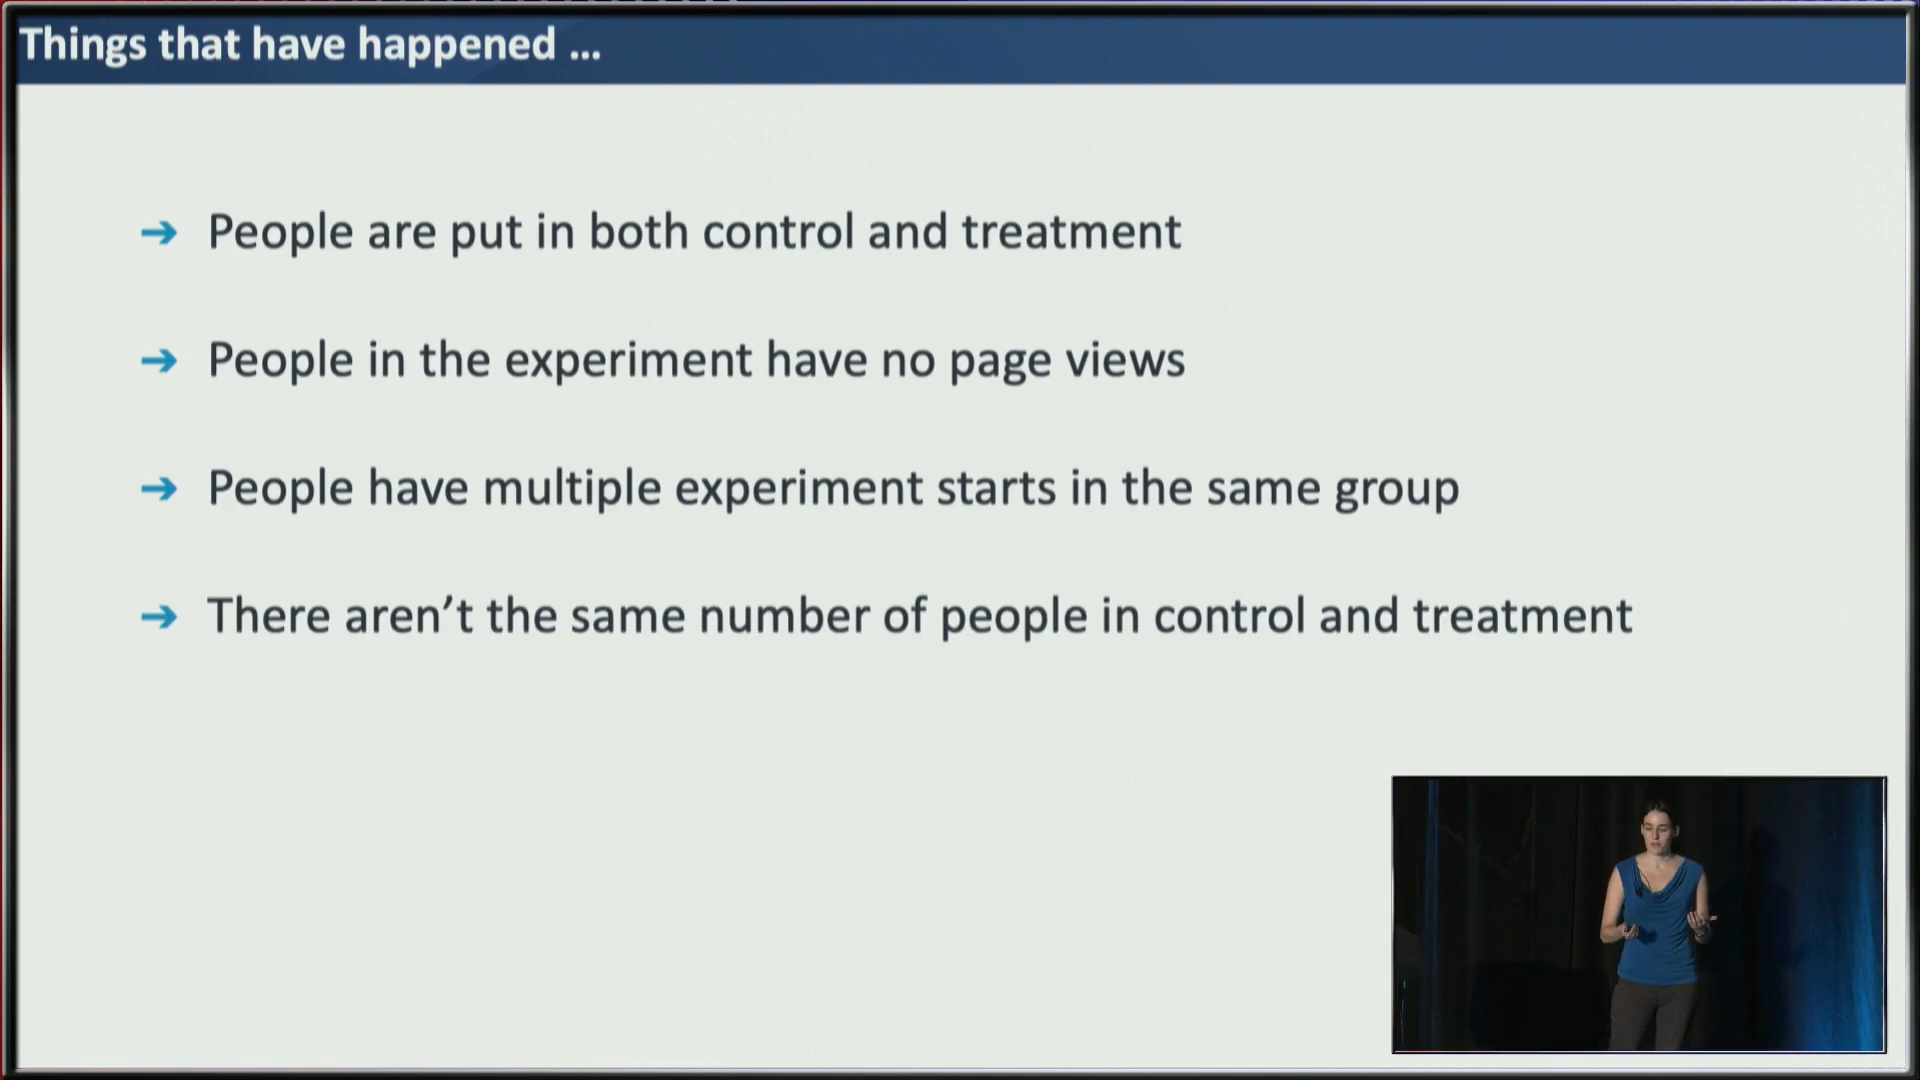 Things that have happened ...
➔ People are put in both control and treatment
➔ People in the experiment have no page views
➔ People have multiple experiment starts in the same group
➔ There aren’t the same number of people in control and treatment